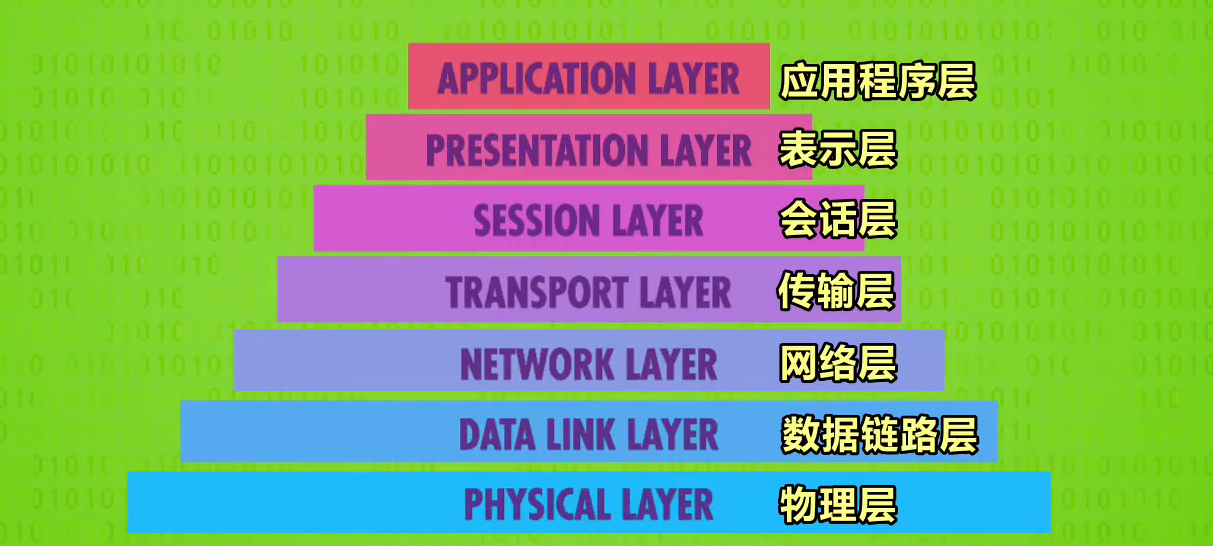 APPLICATION LAYER 应用程序层
PRESENTATION LAYER 表示层
SESSION LAYER 会话层
TRANSPORT LAYER 传输层
NETWORK LAYER 网络层
DATA LINK LAYER 数据链路层
PHYSICAL LAYER 物理层